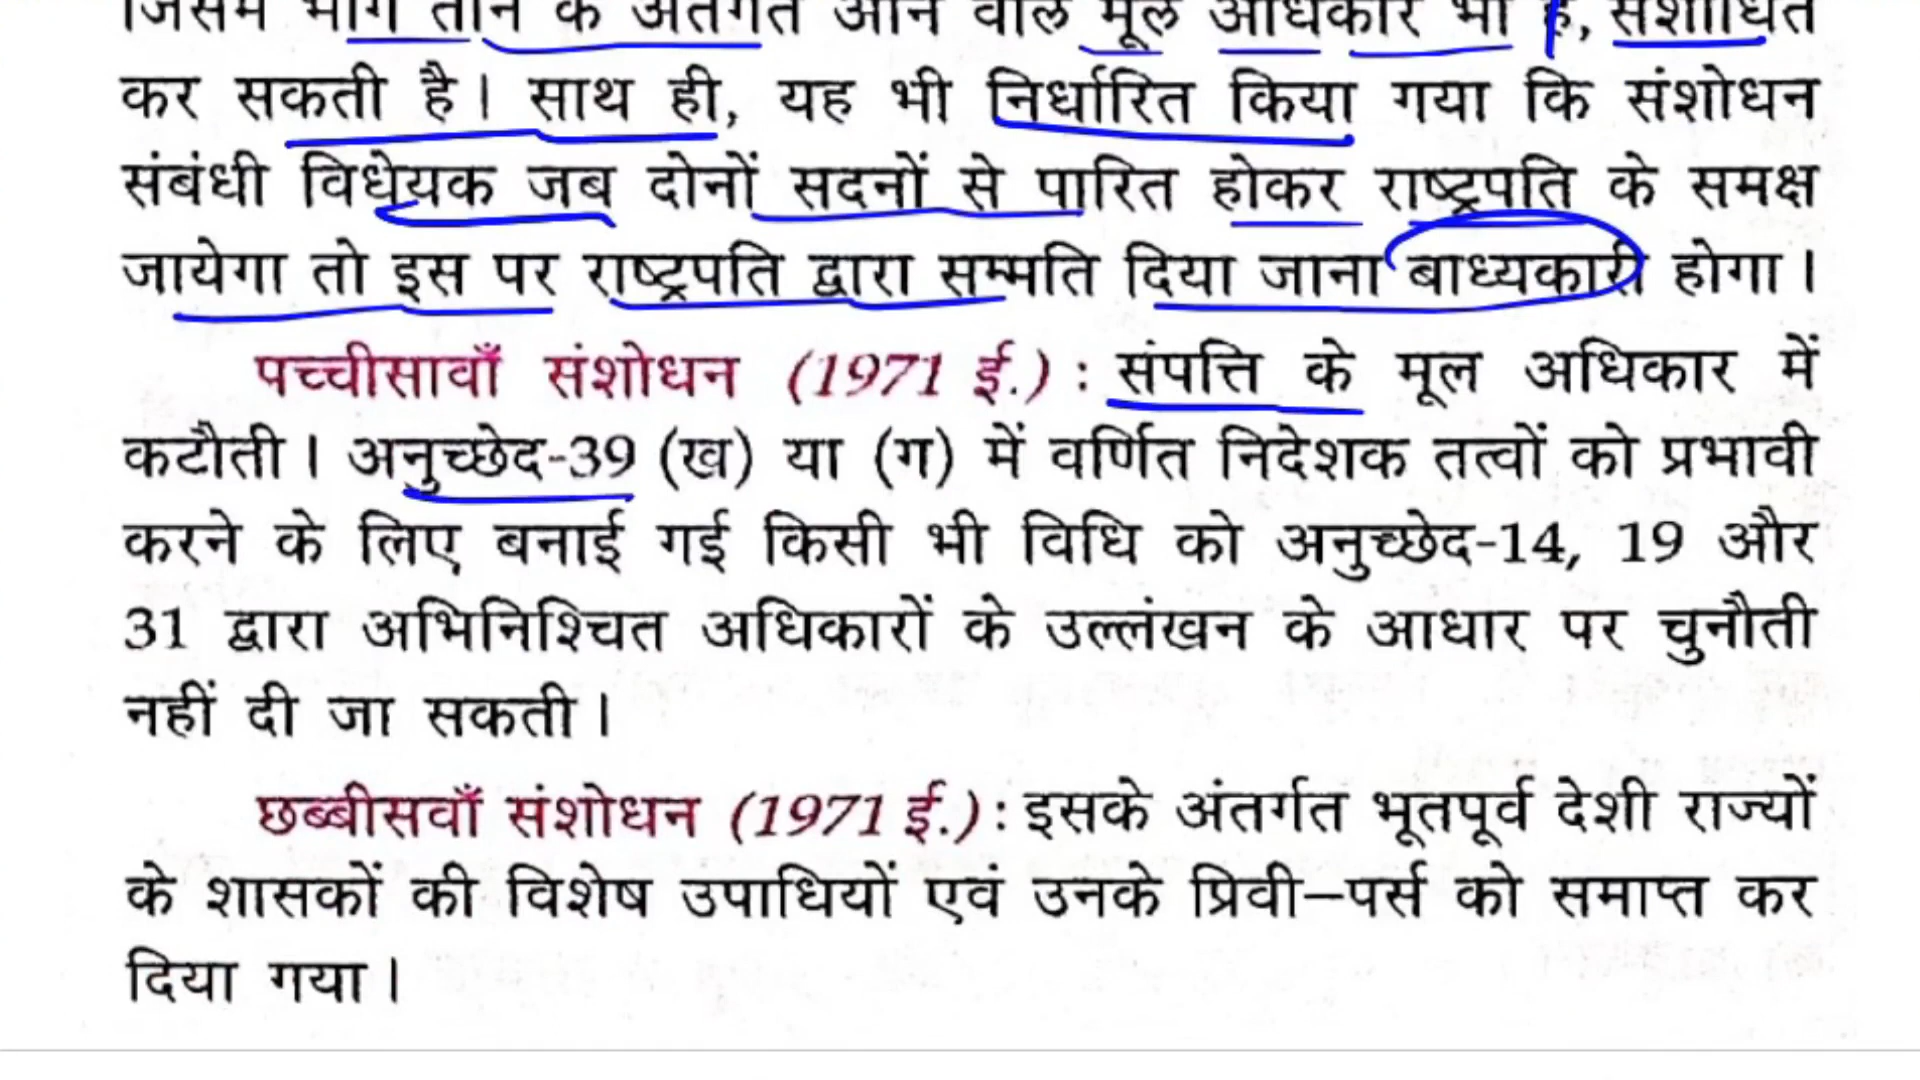 जिसमें भाग तीन के अंतर्गत आने वाले मूल अधिकार भी है, संशोधित
कर सकती है। साथ ही, यह भी निर्धारित किया गया कि संशोधन
संबंधी विधेयक जब दोनों सदनों से पारित होकर राष्ट्रपति के समक्ष
जायेगा तो इस पर राष्ट्रपति द्वारा सम्मति दिया जाना बाध्यकारी होगा।
पच्चीसावाँ संशोधन (1971 ई.) : संपत्ति के मूल अधिकार में
कटौती। अनुच्छेद-39 (ख) या (ग) में वर्णित निदेशक तत्वों को प्रभावी
करने के लिए बनाई गई किसी भी विधि को अनुच्छेद-14, 19 और
31 द्वारा अभिनिश्चित अधिकारों के उल्लंखन के आधार पर चुनौती
नहीं दी जा सकती।
छब्बीसवाँ संशोधन (1971 ई.) : इसके अंतर्गत भूतपूर्व देशी राज्यों
के शासकों की विशेष उपाधियों एवं उनके प्रिवी–पर्स को समाप्त कर
दिया गया।